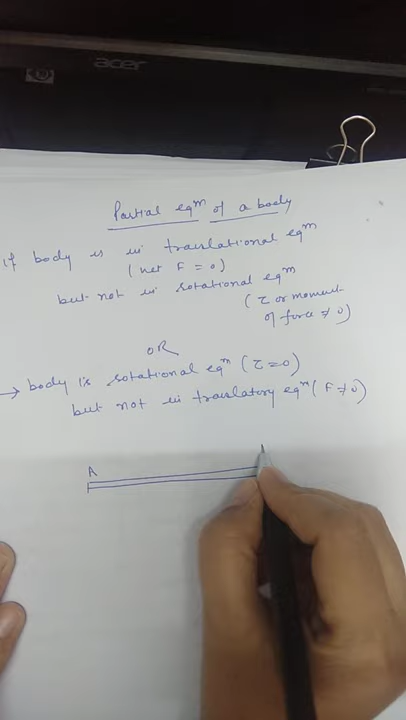 acer
Partial eqm of a body
if body is in translational eqm
(net F = 0)
but not in rotational eqm
(τ or moment
of force ≠ 0)
OR
→ body is rotational eqm (τ = 0)
but not in translatory eqm (F ≠ 0)
A